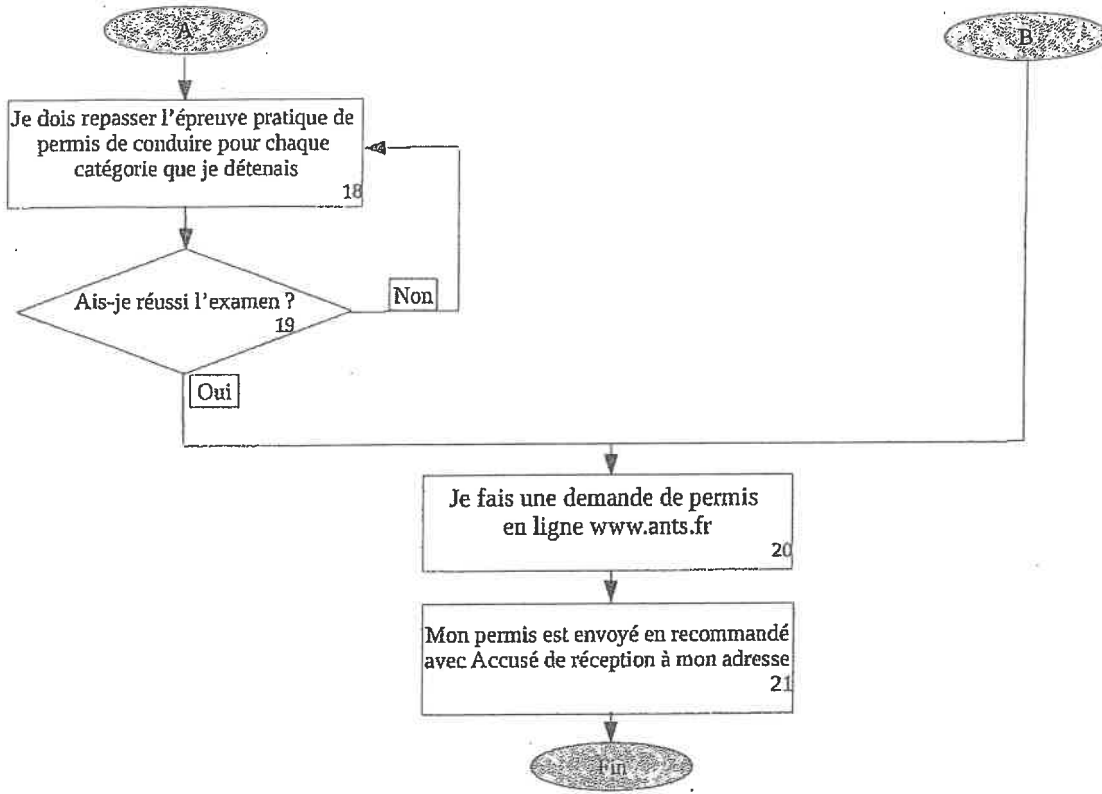 A
B
Je dois repasser l'épreuve pratique de
permis de conduire pour chaque
catégorie que je détenais
18
Ais-je réussi l'examen ?
19
Non
Oui
Je fais une demande de permis
en ligne www.ants.fr
20
Mon permis est envoyé en recommandé
avec Accusé de réception à mon adresse
21
Fin